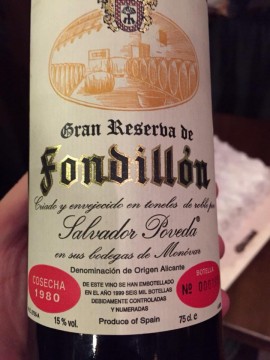 Gran Reserva de
Fondillón
Criado y envejecido en toneles de roble por
Salvador Poveda
en sus bodegas de Monóvar
Denominación de Origen Alicante
COSECHA
1980
DE ESTE VINO SE HAN EMBOTELLADO
EN EL AÑO 1999 SEIS MIL BOTELLAS
DEBIDAMENTE CONTROLADAS
Y NUMERADAS
BOTELLA
Nº
15% vol.
Produce of Spain
75 cl.